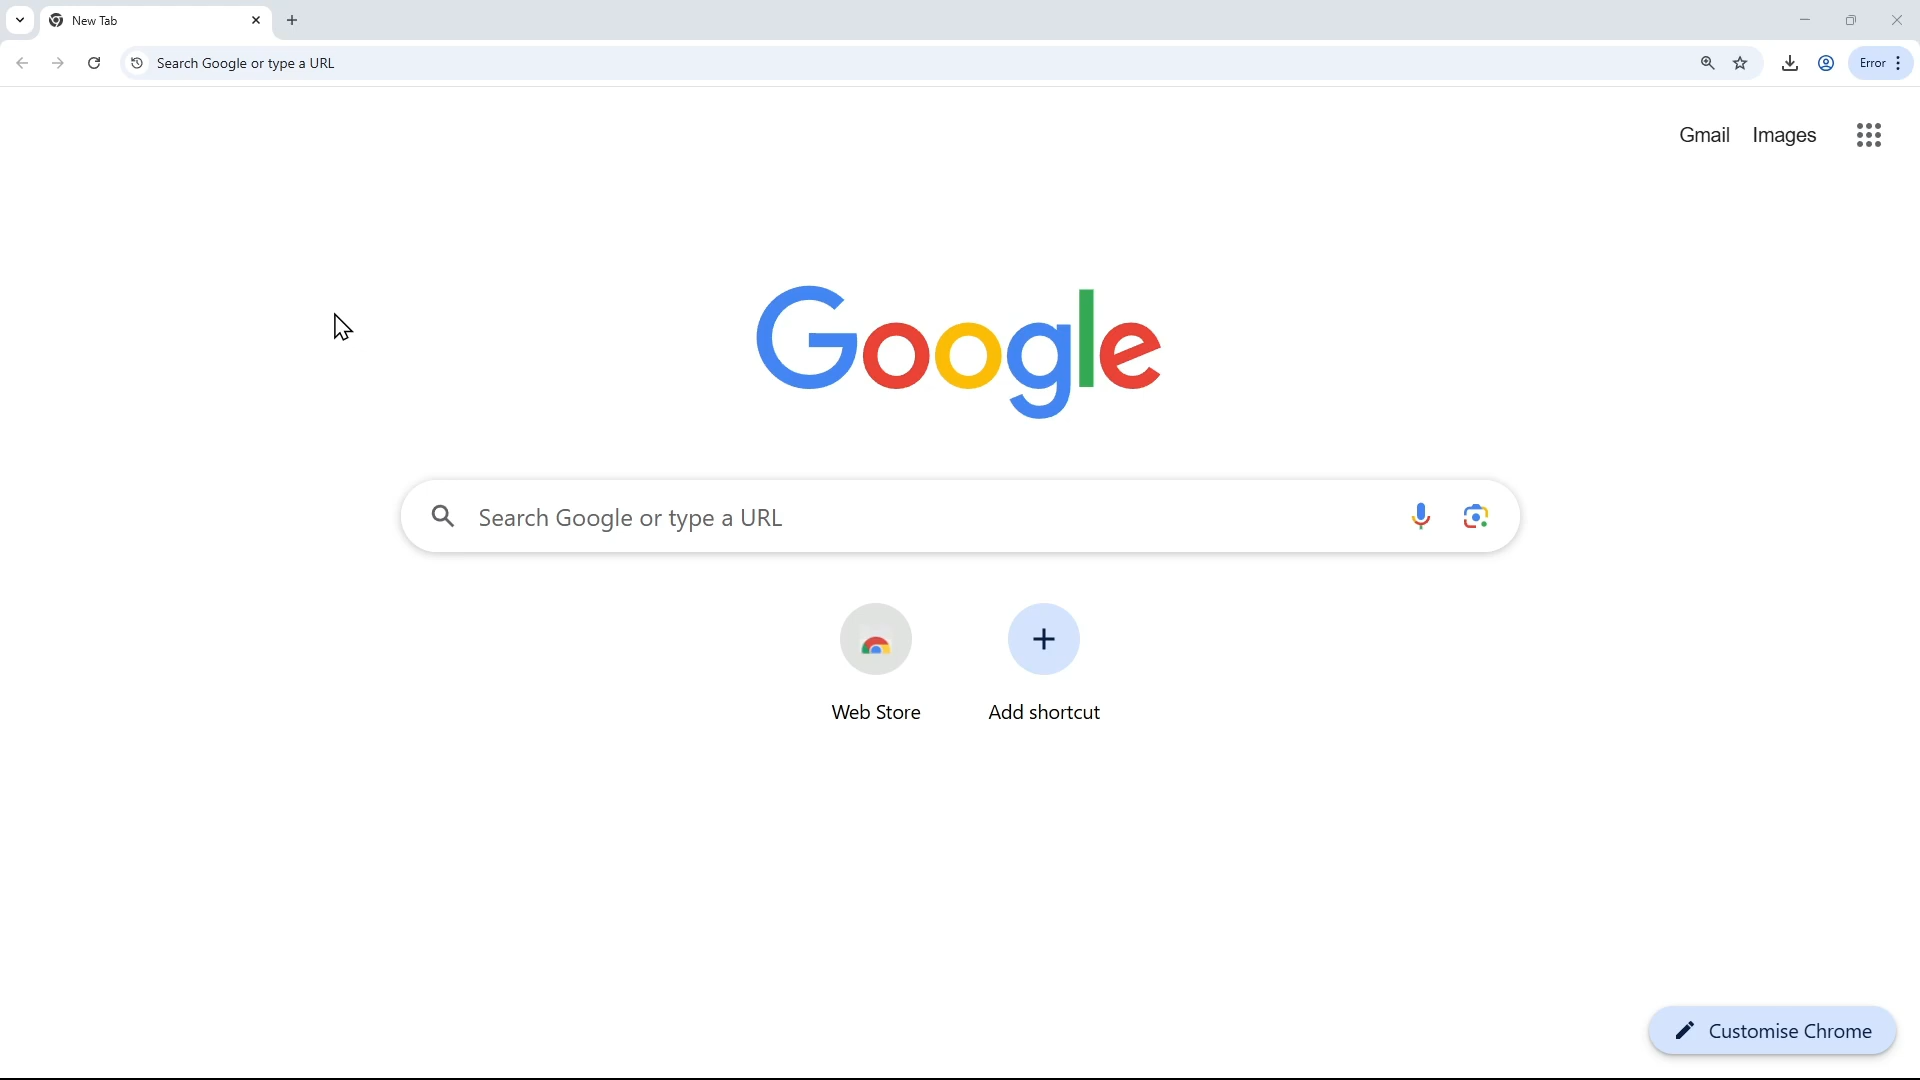 New Tab
Search Google or type a URL
Error
Gmail Images
Google
Search Google or type a URL
Web Store Add shortcut
Customise Chrome